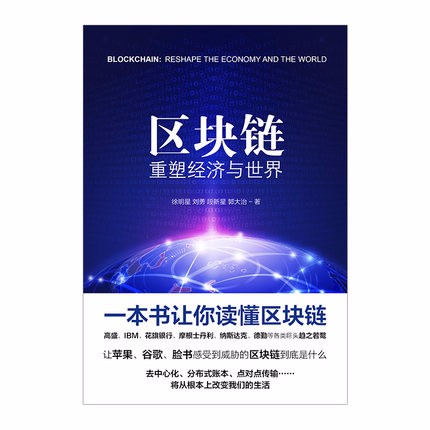 BLOCKCHAIN: RESHAPE THE ECONOMY AND THE WORLD
区块链
重塑经济与世界
徐明星 刘勇 段新星 郭大治 - 著
一本书让你读懂区块链
高盛、IBM、花旗银行、摩根士丹利、纳斯达克、德勤等各类巨头趋之若鹜
让苹果、谷歌、脸书感受到威胁的区块链到底是什么
去中心化、分布式账本、点对点传输……
将从根本上改变我们的生活